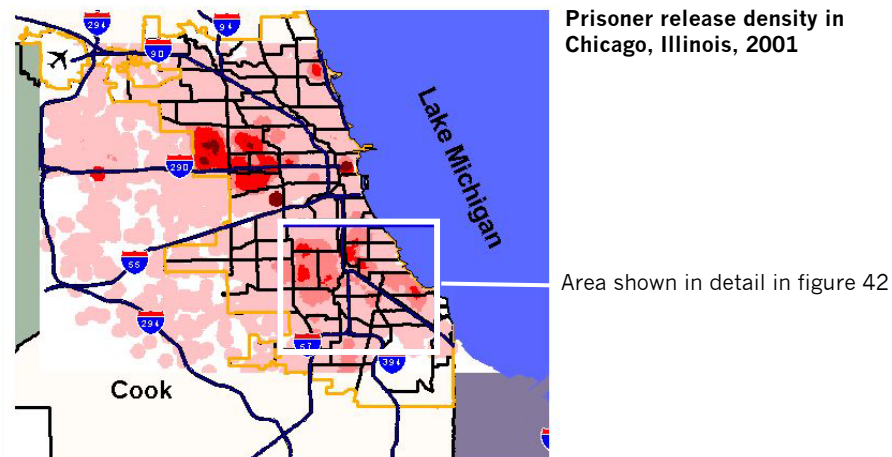 Prisoner release density in
Chicago, Illinois, 2001
294
94
90
Lake Michigan
290
55
Area shown in detail in figure 42
294
57
394
Cook